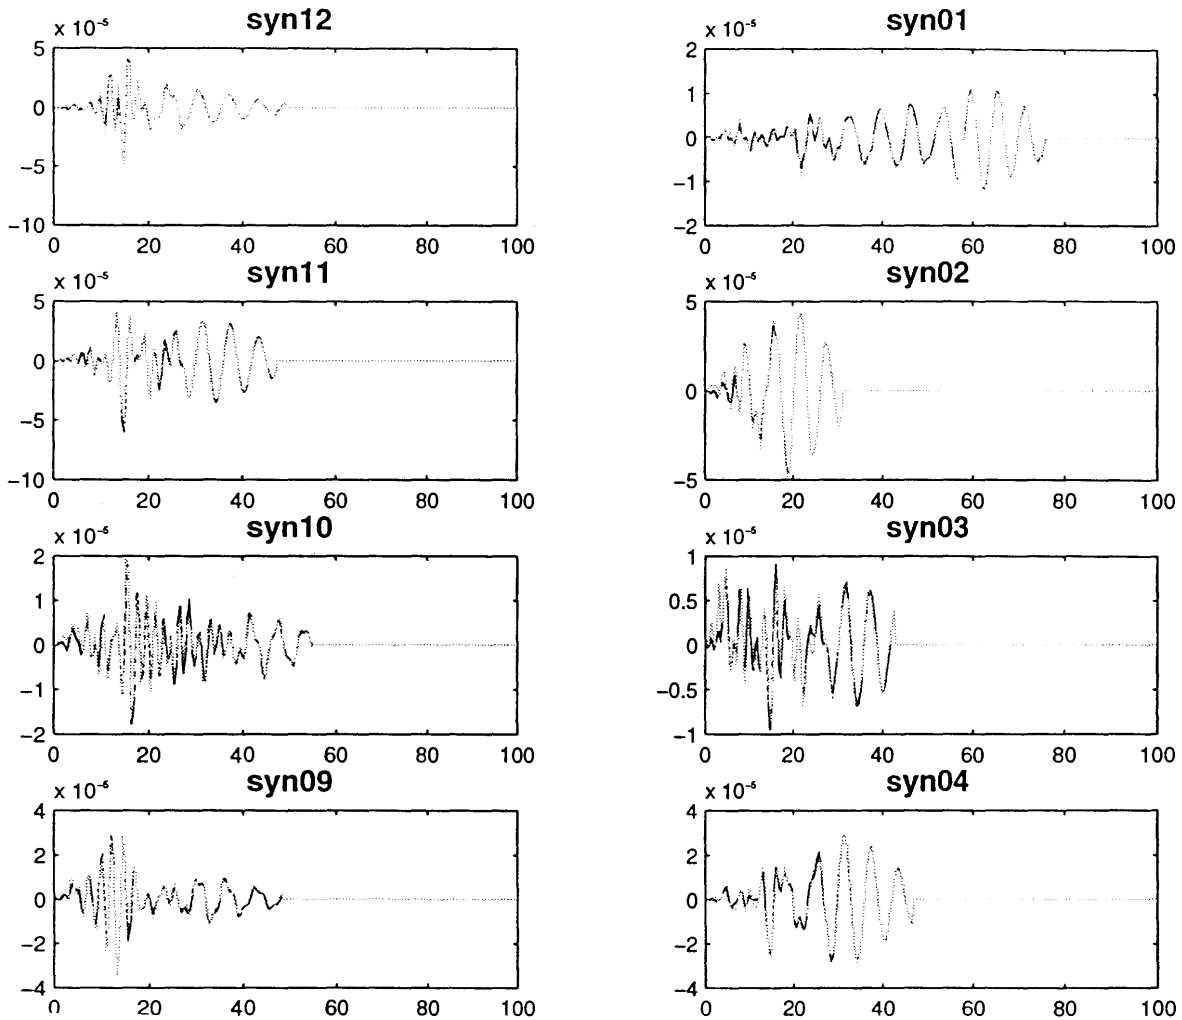 x 10⁻⁵ syn12
5
0
−5
−10
0 20 40 60 80 100
x 10⁻⁵ syn01
2
1
0
−1
−2
0 20 40 60 80 100
x 10⁻⁵ syn11
5
0
−5
−10
0 20 40 60 80 100
x 10⁻⁵ syn02
5
0
−5
0 20 40 60 80 100
x 10⁻⁵ syn10
2
1
0
−1
−2
0 20 40 60 80 100
x 10⁻⁵ syn03
1
0.5
0
−0.5
−1
0 20 40 60 80 100
x 10⁻⁵ syn09
4
2
0
−2
−4
0 20 40 60 80 100
x 10⁻⁵ syn04
4
2
0
−2
−4
0 20 40 60 80 100